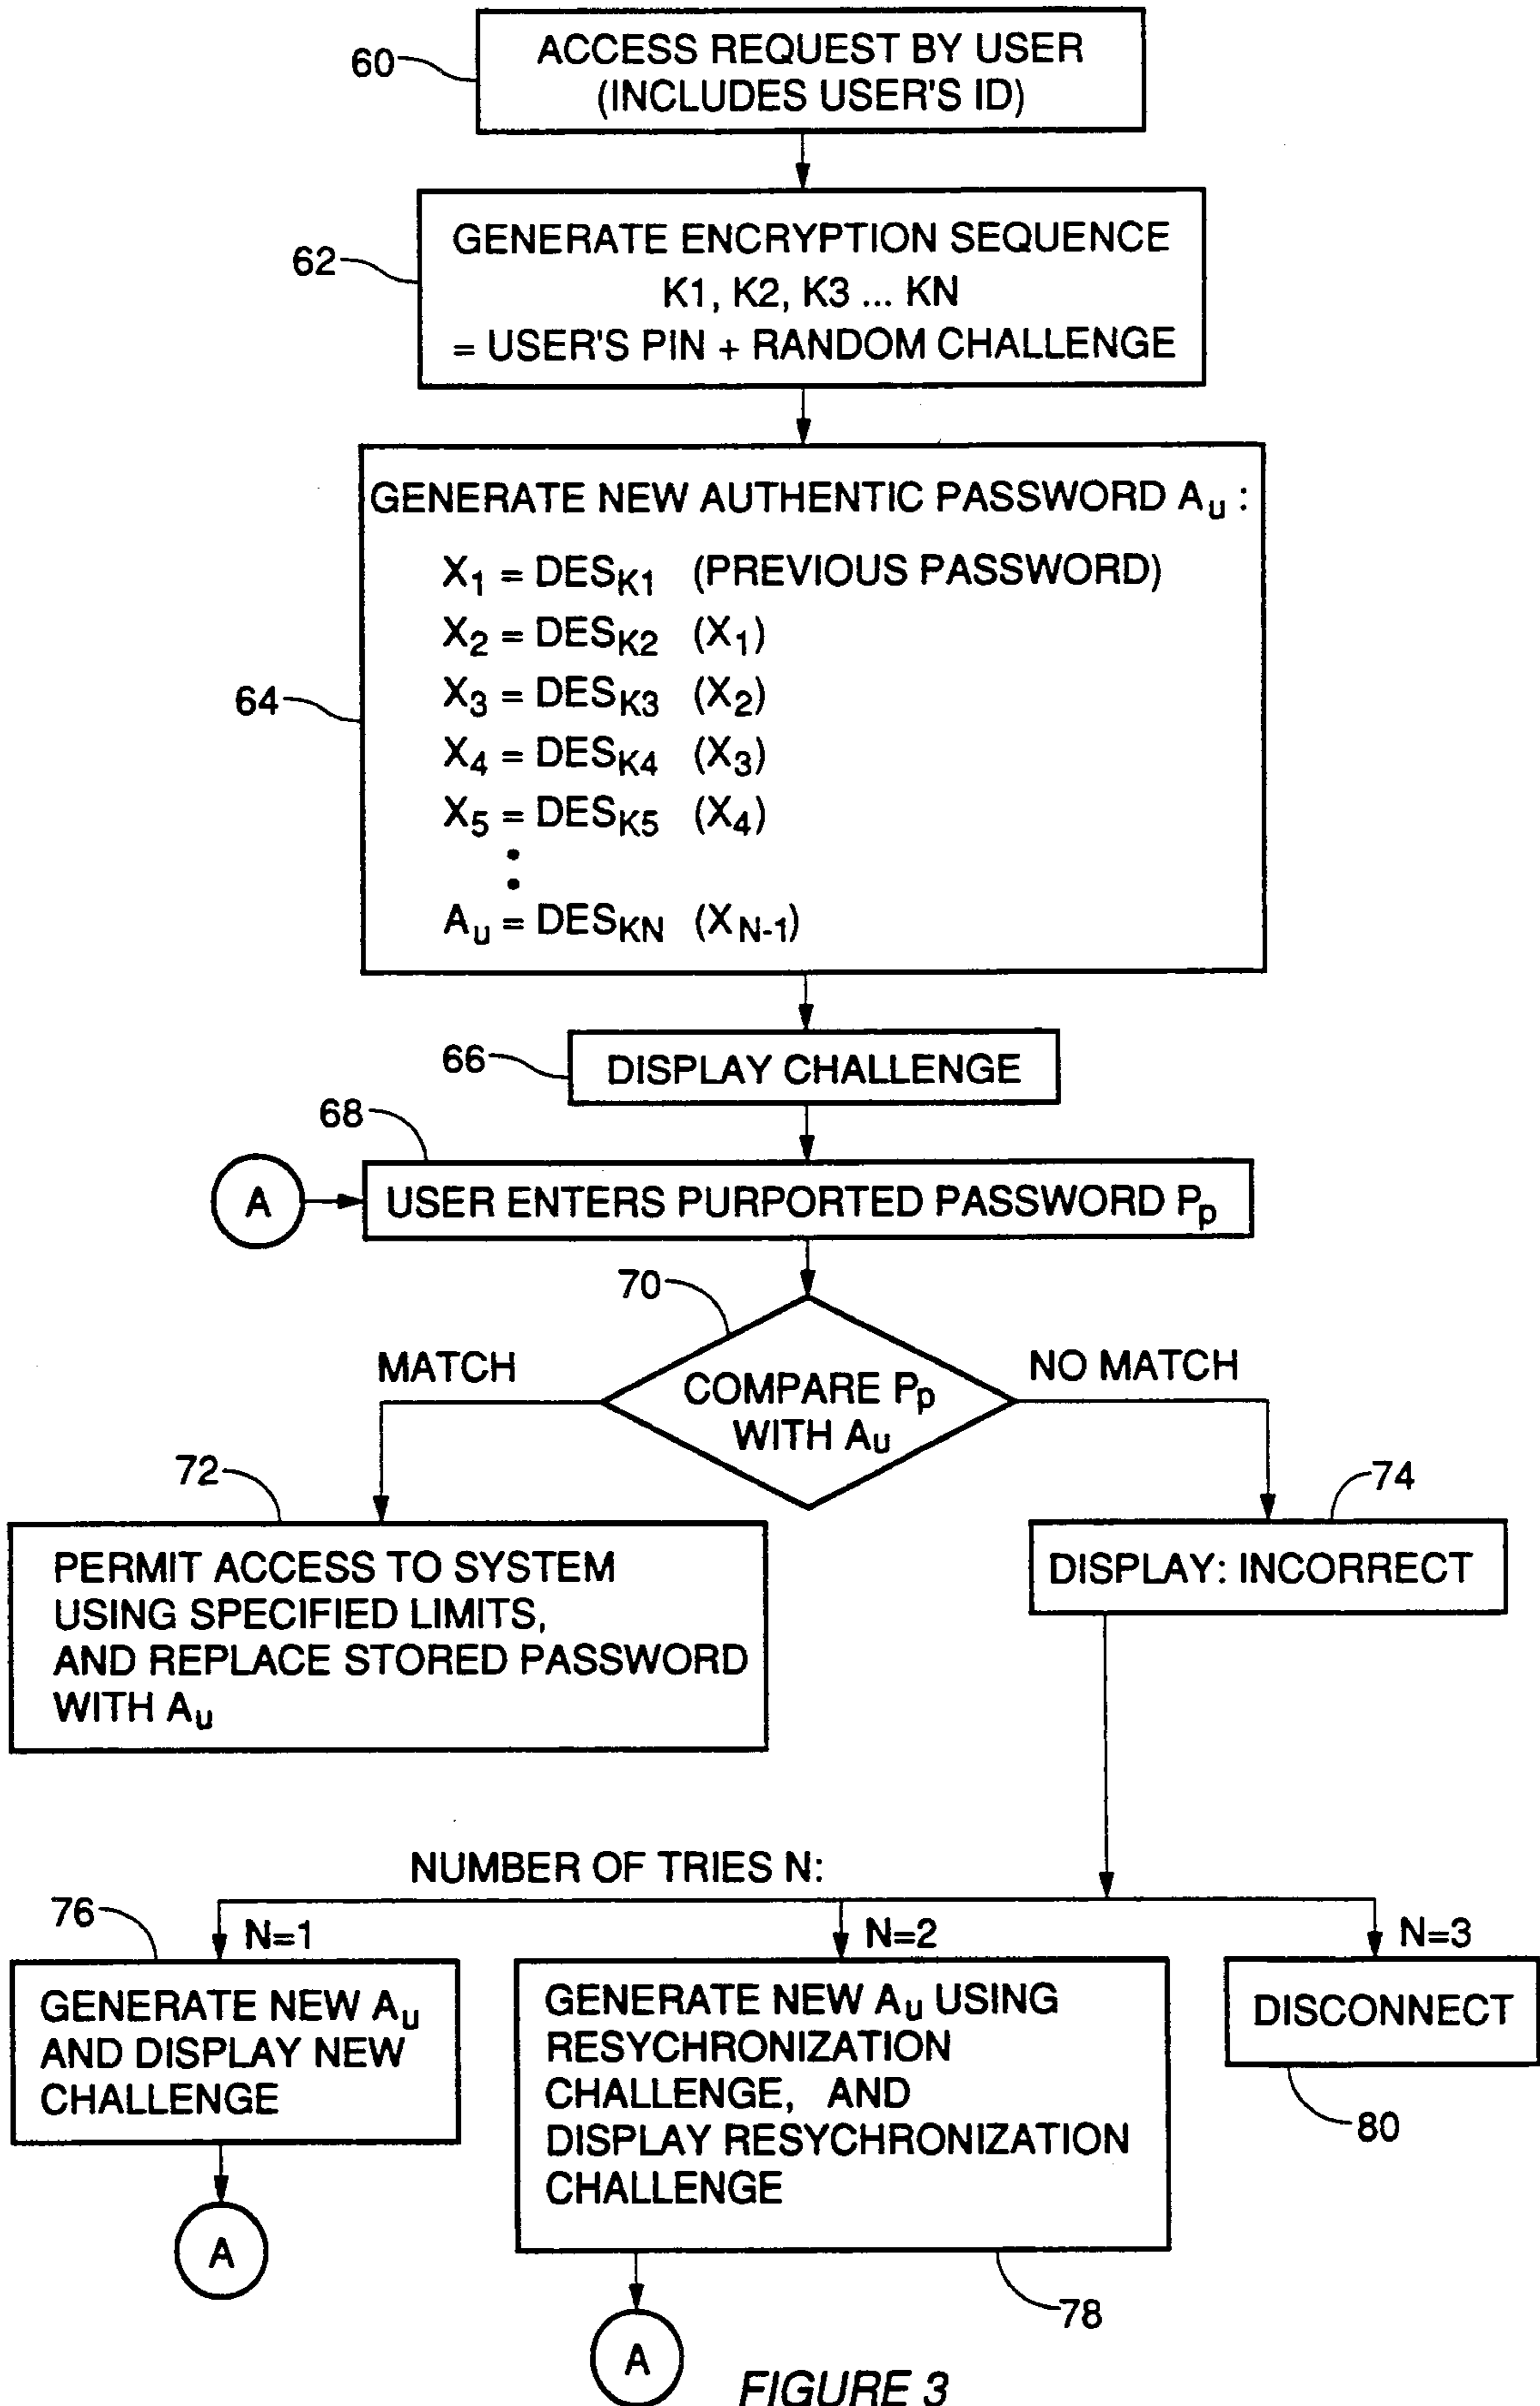 60
ACCESS REQUEST BY USER
(INCLUDES USER'S ID)
62
GENERATE ENCRYPTION SEQUENCE
K1, K2, K3 ... KN
= USER'S PIN + RANDOM CHALLENGE
64
GENERATE NEW AUTHENTIC PASSWORD Au :
X1 = DESK1 (PREVIOUS PASSWORD)
X2 = DESK2 (X1)
X3 = DESK3 (X2)
X4 = DESK4 (X3)
X5 = DESK5 (X4)
Au = DESKN (XN-1)
66
DISPLAY CHALLENGE
68
A
USER ENTERS PURPORTED PASSWORD Pp
70
MATCH
COMPARE Pp
WITH Au
NO MATCH
72
PERMIT ACCESS TO SYSTEM
USING SPECIFIED LIMITS,
AND REPLACE STORED PASSWORD
WITH Au
74
DISPLAY: INCORRECT
NUMBER OF TRIES N:
76
N=1
GENERATE NEW Au
AND DISPLAY NEW
CHALLENGE
A
N=2
GENERATE NEW Au USING
RESYCHRONIZATION
CHALLENGE, AND
DISPLAY RESYCHRONIZATION
CHALLENGE
78
A
N=3
DISCONNECT
80
FIGURE 3